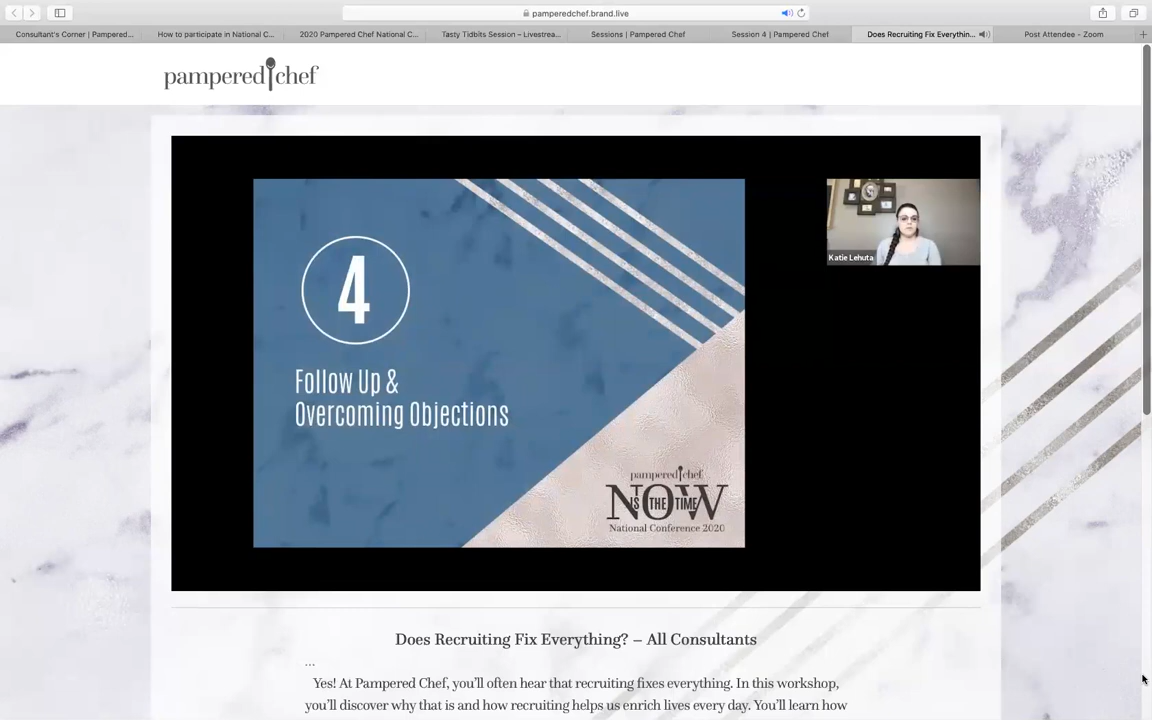 pamperedchef.brand.live
Consultant's Corner | Pampered...
How to participate in National C...
2020 Pampered Chef National C...
Tasty Tidbits Session – Livestrea...
Sessions | Pampered Chef
Session 4 | Pampered Chef
Does Recruiting Fix Everythin...
Post Attendee - Zoom
pampered chef
4
Follow Up &
Overcoming Objections
pampered chef
NOW
IS THE TIME
National Conference 2020
Katie Lehuta
Does Recruiting Fix Everything? – All Consultants
...
Yes! At Pampered Chef, you'll often hear that recruiting fixes everything. In this workshop,
you'll discover why that is and how recruiting helps us enrich lives every day. You'll learn how